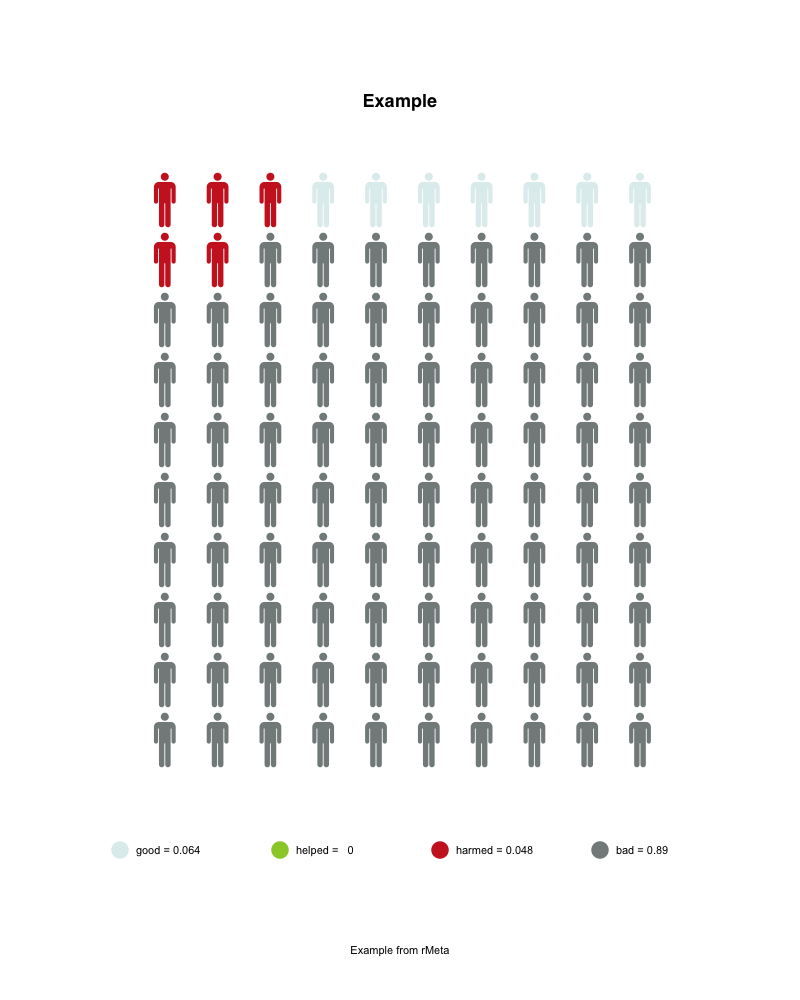 Example
good = 0.064
helped =   0
harmed = 0.048
bad = 0.89
Example from rMeta